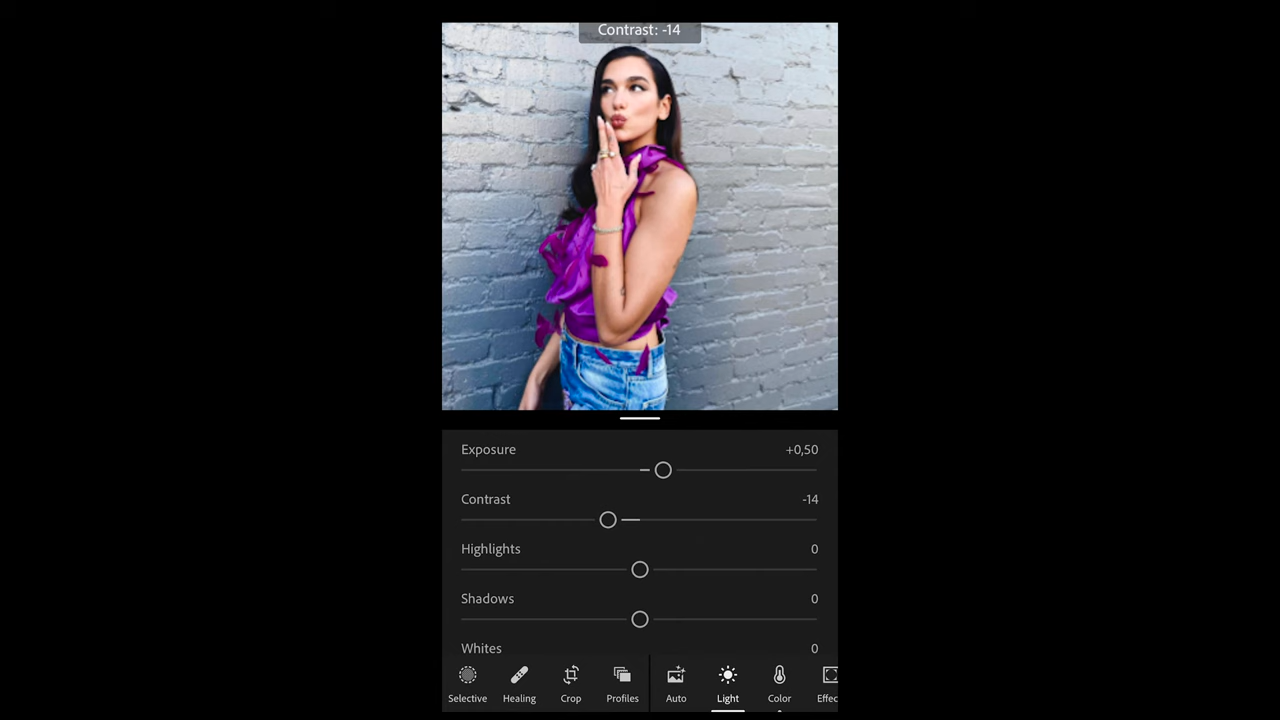 Contrast: -14
Exposure +0,50
Contrast -14
Highlights 0
Shadows 0
Whites 0
Selective Healing Crop Profiles Auto Light Color Effec